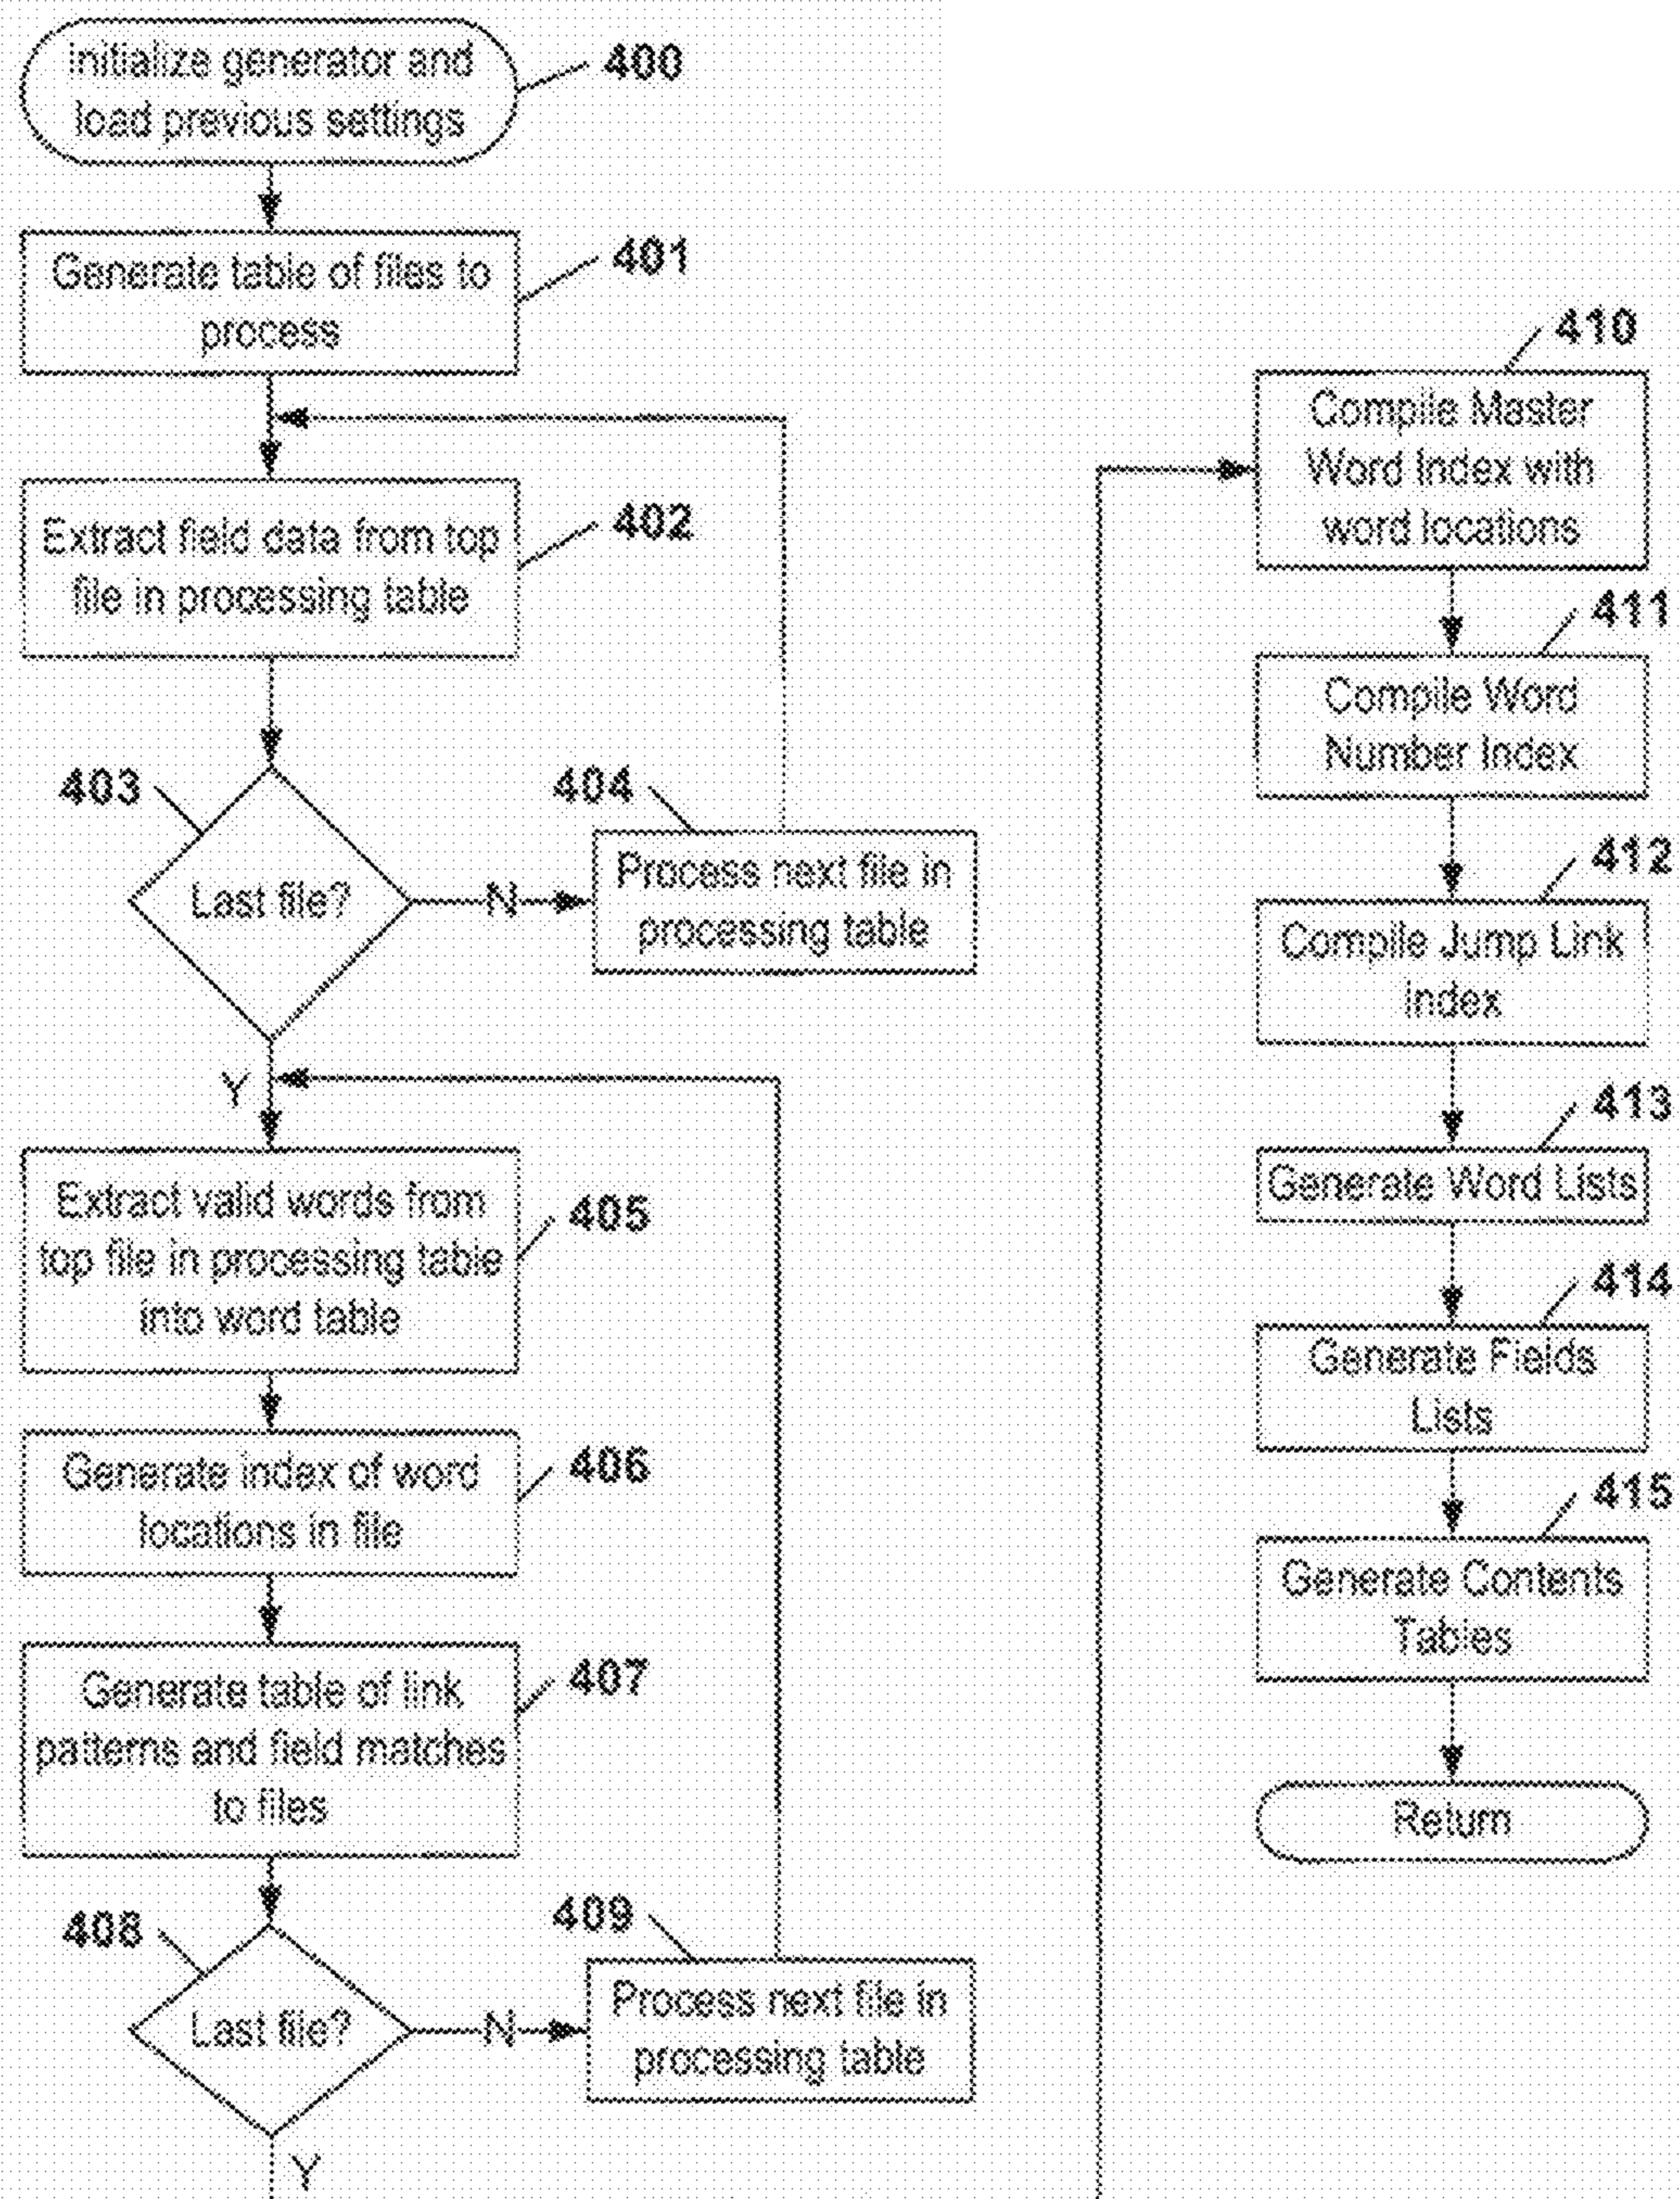 Initialize generator and
load previous settings
400
Generate table of files to
process
401
Extract field data from top
file in processing table
402
403
Last file?
N
404
Process next file in
processing table
Y
Extract valid words from
top file in processing table
into word table
405
Generate index of word
locations in file
406
Generate table of link
patterns and field matches
to files
407
408
Last file?
N
409
Process next file in
processing table
Y
410
Compile Master
Word Index with
word locations
411
Compile Word
Number Index
412
Compile Jump Link
Index
413
Generate Word Lists
414
Generate Fields
Lists
415
Generate Contents
Tables
Return